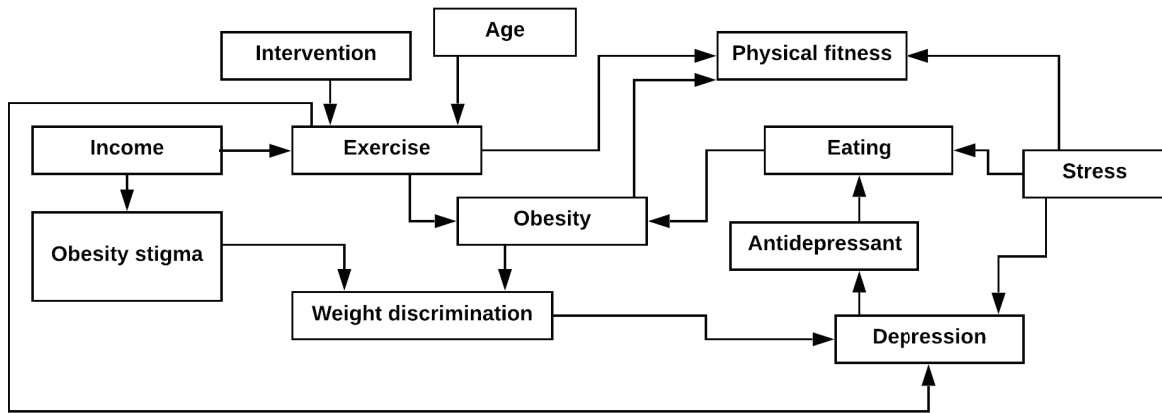 Age
Intervention
Physical fitness
Income
Exercise
Eating
Stress
Obesity
Obesity stigma
Antidepressant
Weight discrimination
Depression